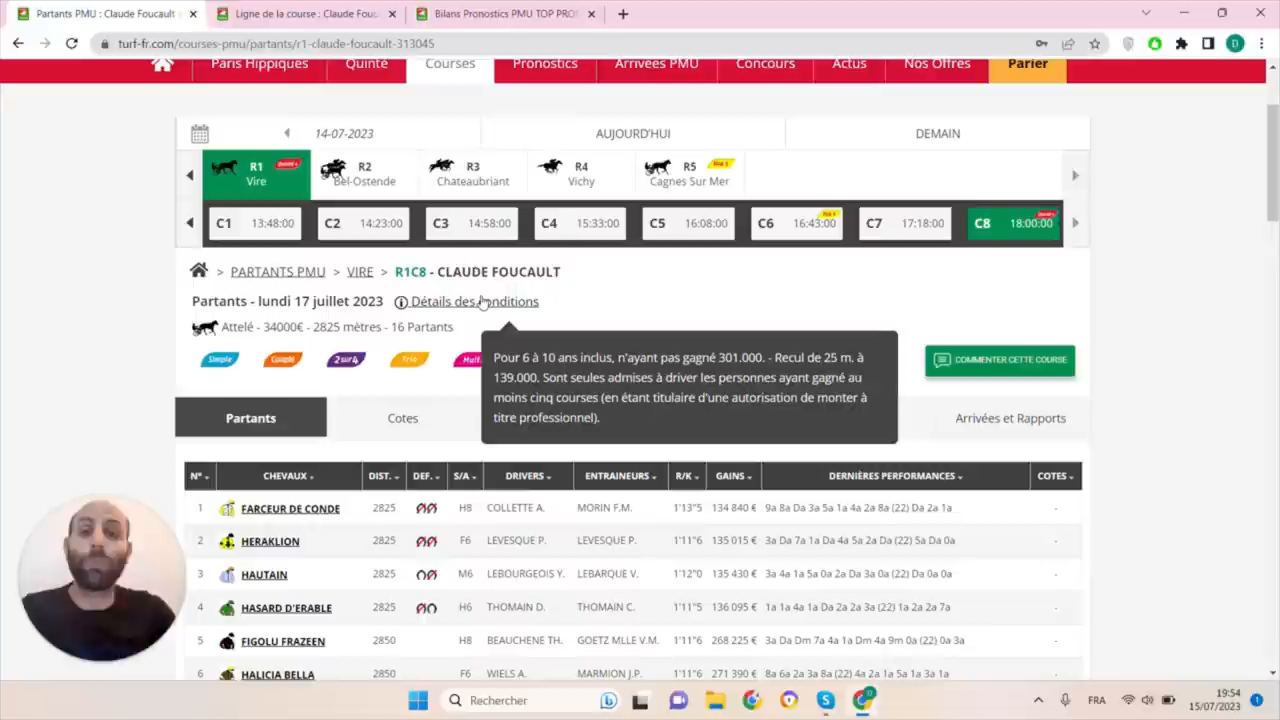 Partants PMU : Claude Foucault
Ligne de la course : Claude Fouc
Bilans Pronostics PMU TOP PRO
turf-fr.com/courses-pmu/partants/r1-claude-foucault-313045
Paris Hippiques Quinté Courses Pronostics Arrivées PMU Concours Actus Nos Offres Parier
14-07-2023 AUJOURD'HUI DEMAIN
R1 Vire
R2 Bel-Ostende
R3 Chateaubriant
R4 Vichy
R5 Cagnes Sur Mer
C1 13:48:00 C2 14:23:00 C3 14:58:00 C4 15:33:00 C5 16:08:00 C6 16:43:00 C7 17:18:00 C8 18:00:00
> PARTANTS PMU > VIRE > R1C8 - CLAUDE FOUCAULT
Partants - lundi 17 juillet 2023 Détails des conditions
Attelé - 34000€ - 2825 mètres - 16 Partants
Simple Couplé 2sur4 Trio Mult
Pour 6 à 10 ans inclus, n'ayant pas gagné 301.000. - Recul de 25 m. à
139.000. Sont seules admises à driver les personnes ayant gagné au
moins cinq courses (en étant titulaire d'une autorisation de monter à
titre professionnel).
COMMENTER CETTE COURSE
Partants Cotes Arrivées et Rapports
N° CHEVAUX DIST. DEF. S/A DRIVERS ENTRAINEURS R/K GAINS DERNIÈRES PERFORMANCES COTES
1 FARCEUR DE CONDE 2825 H8 COLLETTE A. MORIN F.M. 1'13"5 134 840 € 9a 8a Da 3a 5a 1a 4a 2a 8a (22) Da 2a 1a -
2 HERAKLION 2825 F6 LEVESQUE P. LEVESQUE P. 1'11"6 135 015 € 3a Da 7a 1a Da 4a 5a 2a Da (22) 5a Da 0a -
3 HAUTAIN 2825 M6 LEBOURGEOIS Y. LEBARQUE V. 1'12"0 135 430 € 3a 4a 1a 5a 0a 2a Da 3a 0a (22) Da 0a 0a -
4 HASARD D'ERABLE 2825 H6 THOMAIN D. THOMAIN C. 1'11"5 136 095 € 1a 1a 4a 1a Da 2a 2a 3a (22) 1a 2a 2a 7a -
5 FIGOLU FRAZEEN 2850 H8 BEAUCHENE TH. GOETZ MLLE V.M. 1'11"6 268 225 € 3a Da Dm 7a 4a 1a Dm 4a 9m 0a (22) 0a 3a -
6 HALICIA BELLA 2850 F6 WIELS A. MARMION J.P. 1'11"4 271 390 € 8a 6a 2a 3a 8a (22) 4a 2a 1a 5a 1a 3a 1a -
Rechercher
FRA
19:54
15/07/2023